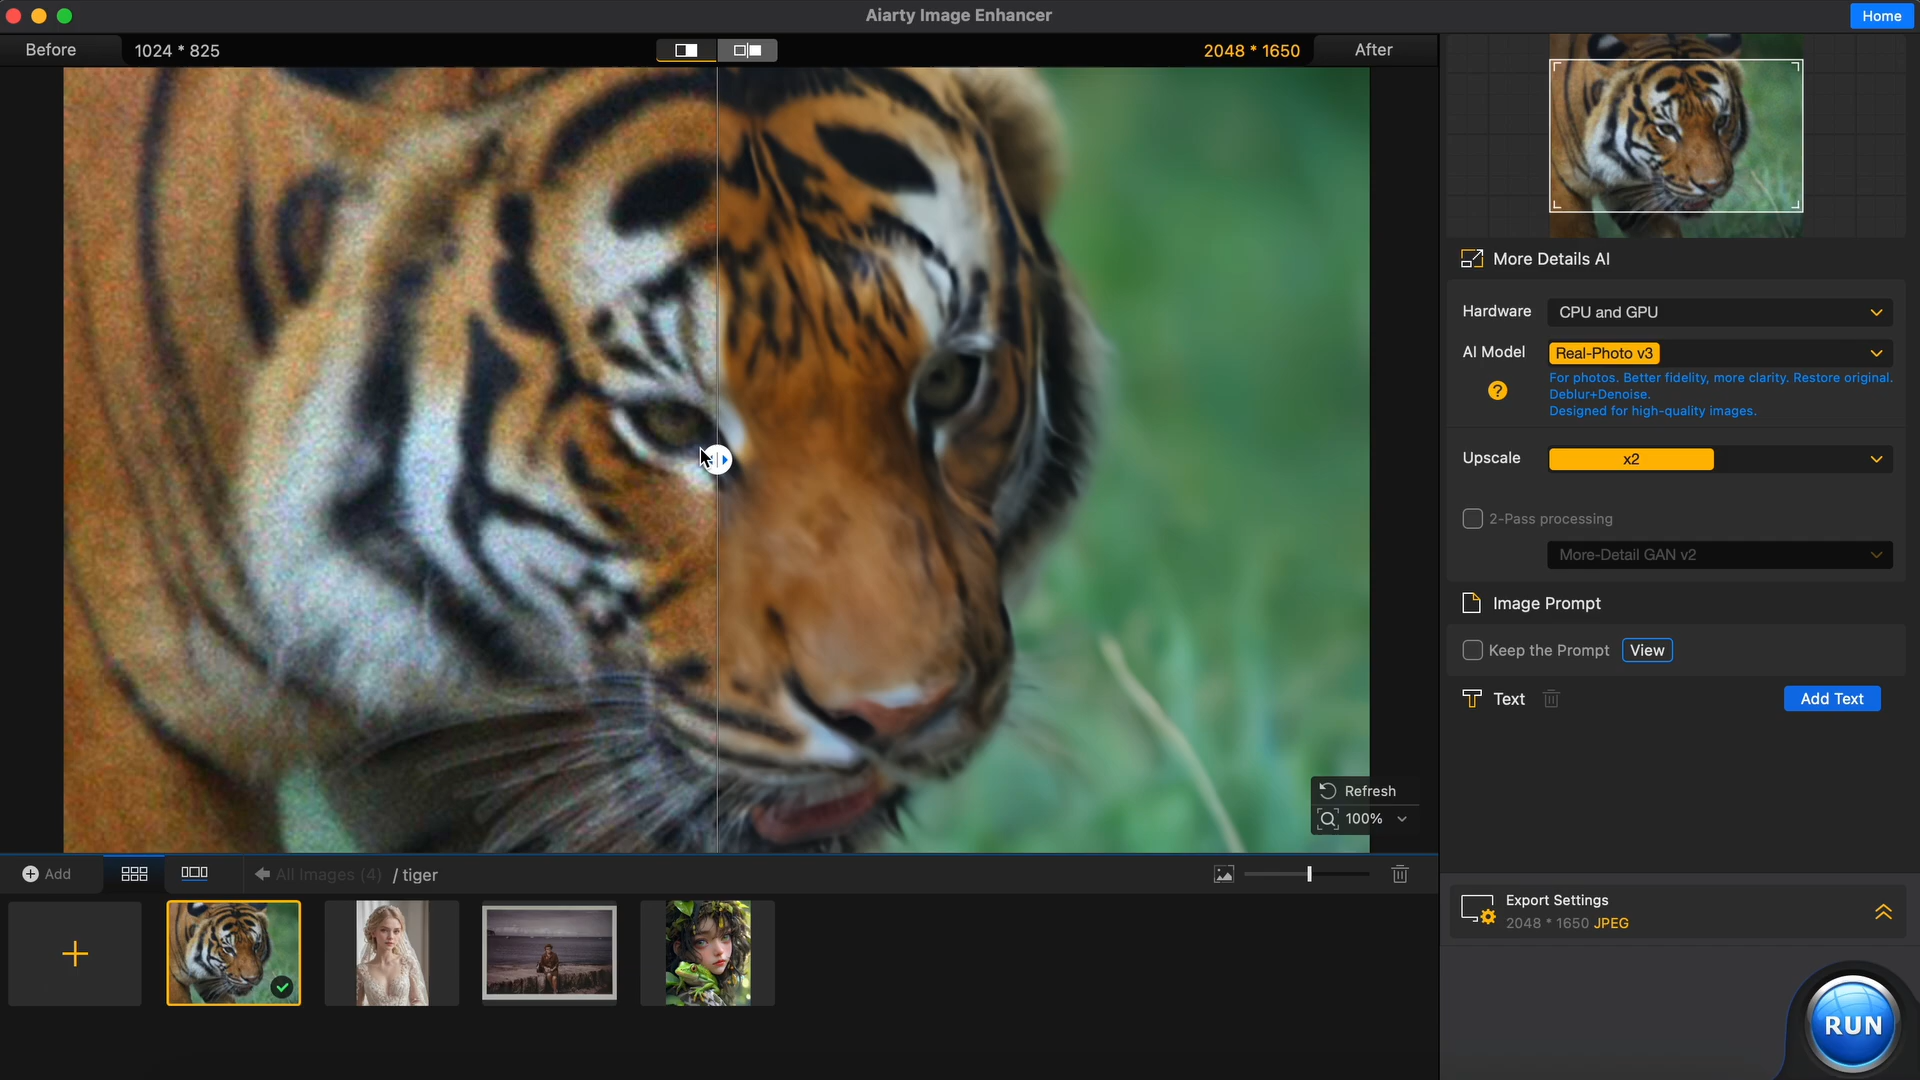 Aiarty Image Enhancer
Home
Before
1024 * 825
2048 * 1650
After
More Details AI
Hardware
CPU and GPU
AI Model
Real-Photo v3
?
For photos. Better fidelity, more clarity. Restore original.
Deblur+Denoise.
Designed for high-quality images.
Upscale
x2
2-Pass processing
More-Detail GAN v2
Image Prompt
Keep the Prompt
View
Text
Add Text
Refresh
100%
Add
All Images (4)
/ tiger
Export Settings
2048 * 1650 JPEG
RUN